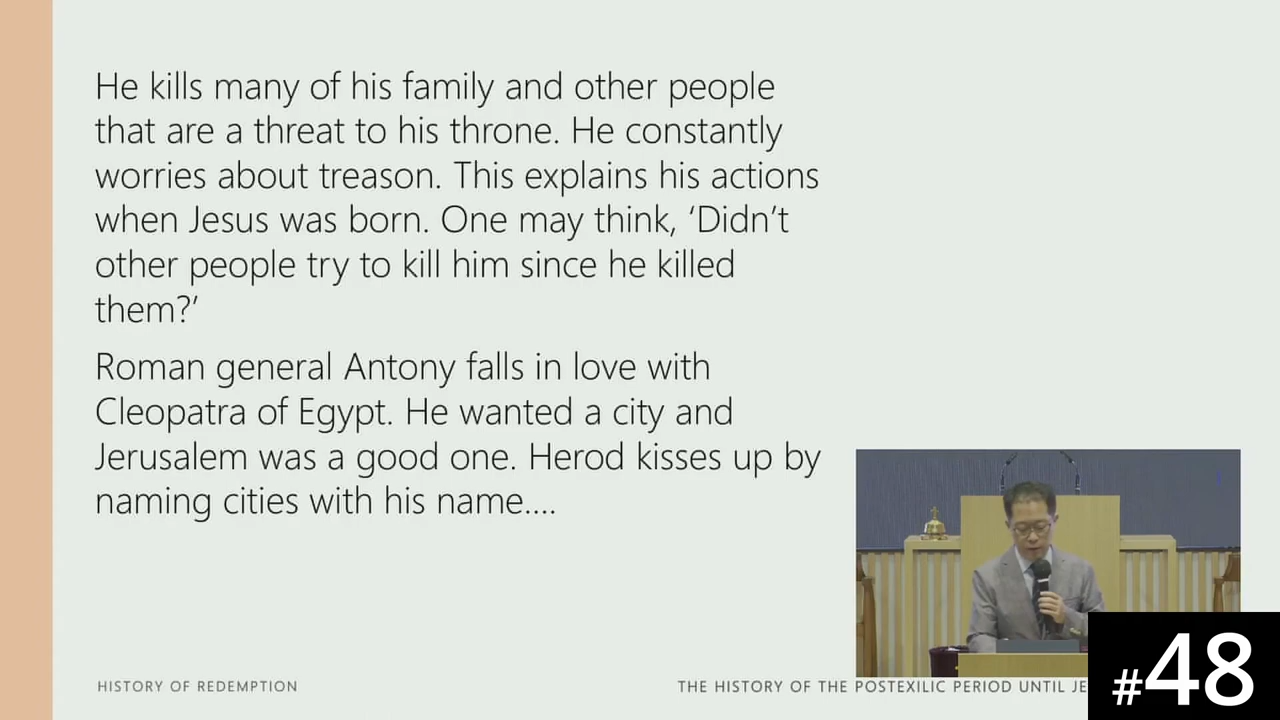 He kills many of his family and other people
that are a threat to his throne. He constantly
worries about treason. This explains his actions
when Jesus was born. One may think, ‘Didn’t
other people try to kill him since he killed
them?’
Roman general Antony falls in love with
Cleopatra of Egypt. He wanted a city and
Jerusalem was a good one. Herod kisses up by
naming cities with his name....
HISTORY OF REDEMPTION
THE HISTORY OF THE POSTEXILIC PERIOD UNTIL JE
#48